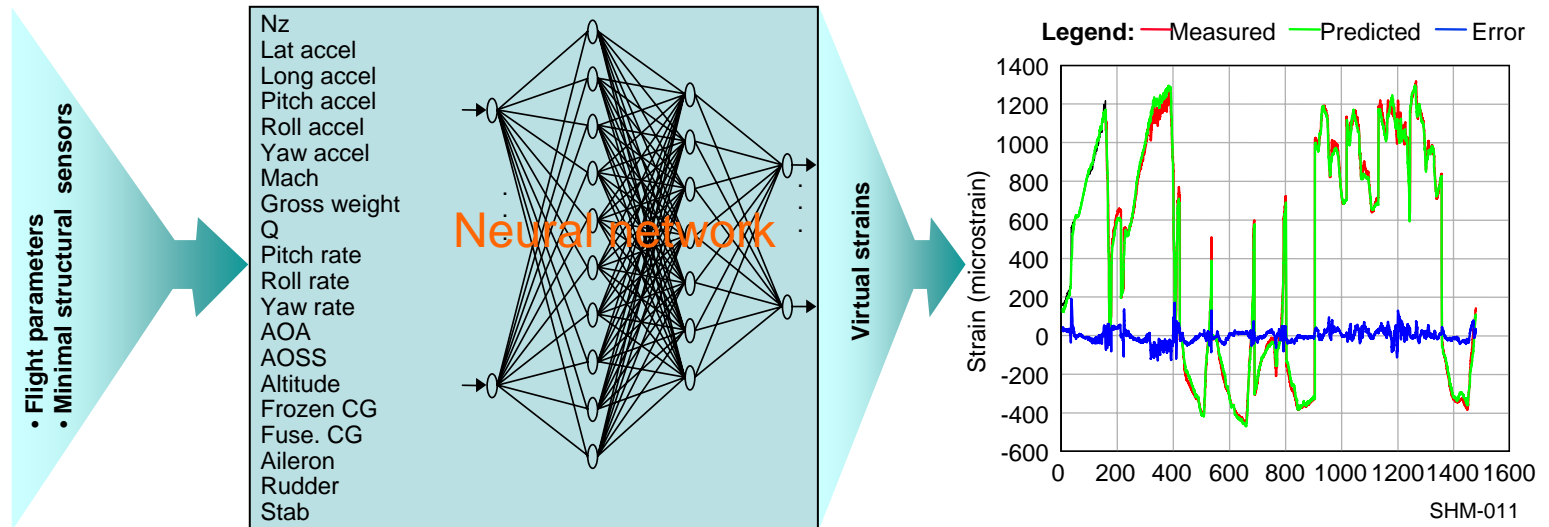 • Flight parameters
• Minimal structural sensors
Nz
Lat accel
Long accel
Pitch accel
Roll accel
Yaw accel
Mach
Gross weight
Q
Pitch rate
Roll rate
Yaw rate
AOA
AOSS
Altitude
Frozen CG
Fuse. CG
Aileron
Rudder
Stab
Neural network
Virtual strains
Legend: Measured Predicted Error
Strain (microstrain)
1400
1200
1000
800
600
400
200
0
-200
-400
-600
0 200 400 600 800 1000 1200 1400 1600
SHM-011